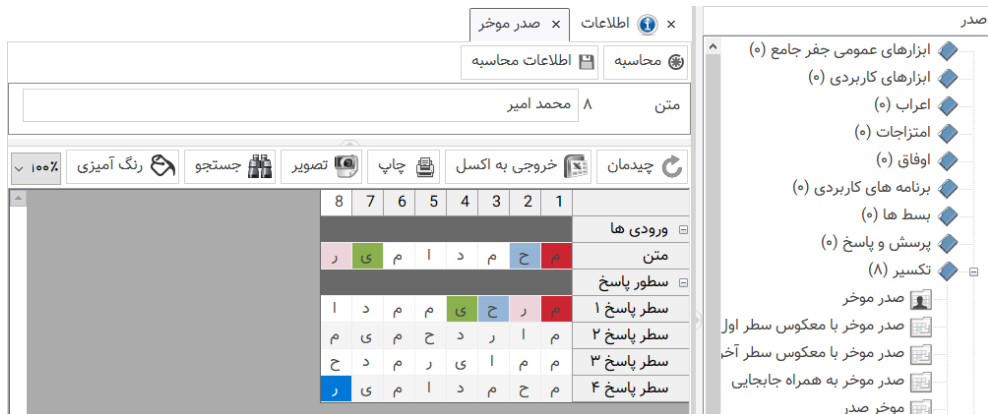 صدر
ابزارهای عمومی جفر جامع (۰)
ابزارهای کاربردی (۰)
اعراب (۰)
امتزاجات (۰)
اوفاق (۰)
برنامه های کاربردی (۰)
بسط ها (۰)
پرسش و پاسخ (۰)
تکسیر (۸)
صدر موخر
صدر موخر با معکوس سطر اول
صدر موخر با معکوس سطر آخر
صدر موخر به همراه جابجایی
موخر صدر
× اطلاعات × صدر موخر
محاسبه اطلاعات محاسبه
متن ۸ محمد امیر
چیدمان خروجی به اکسل چاپ تصویر جستجو رنگ آمیزی ۱۰۰٪
1 2 3 4 5 6 7 8
ورودی ها
متن م ح م د ا م ی ر
سطور پاسخ
سطر پاسخ ۱ م ر ح ی م م د ا
سطر پاسخ ۲ م ا ر د ح م ی م
سطر پاسخ ۳ م م ا ی ر م د ح
سطر پاسخ ۴ م ح م د ا م ی ر